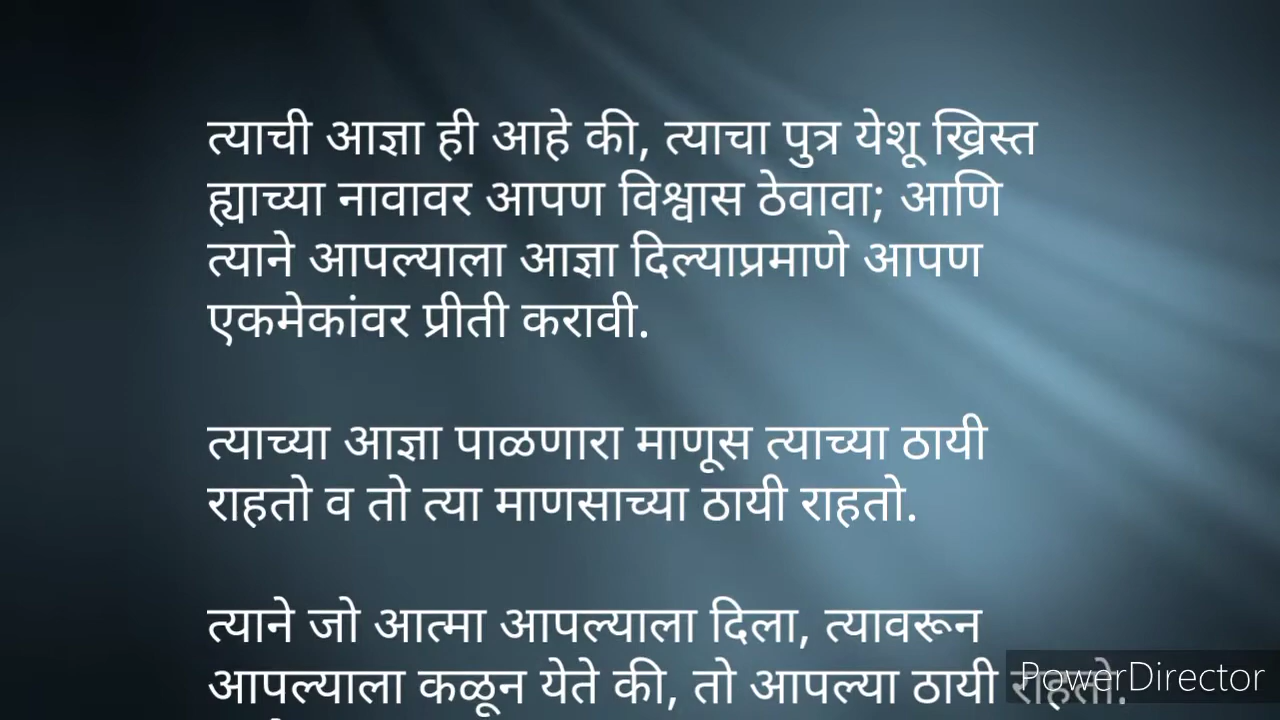 त्याची आज्ञा ही आहे की, त्याचा पुत्र येशू ख्रिस्त
ह्याच्या नावावर आपण विश्वास ठेवावा; आणि
त्याने आपल्याला आज्ञा दिल्याप्रमाणे आपण
एकमेकांवर प्रीती करावी.
त्याच्या आज्ञा पाळणारा माणूस त्याच्या ठायी
राहतो व तो त्या माणसाच्या ठायी राहतो.
त्याने जो आत्मा आपल्याला दिला, त्यावरून
आपल्याला कळून येते की, तो आपल्या ठायी राहतो.
PowerDirector